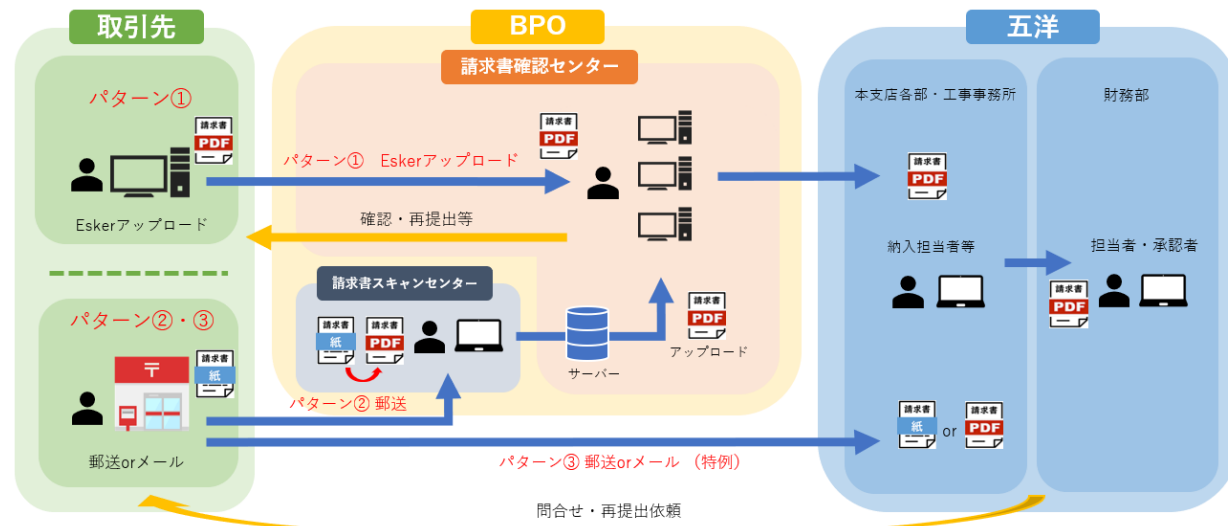 取引先
BPO
五洋
請求書確認センター
パターン①
請求書
PDF
Eskerアップロード
パターン① Eskerアップロード
請求書
PDF
確認・再提出等
本支店各部・工事事務所
財務部
請求書
PDF
納入担当者等
担当者・承認者
請求書
PDF
パターン②・③
〒
請求書
紙
郵送orメール
請求書スキャンセンター
請求書
紙
請求書
PDF
サーバー
請求書
PDF
アップロード
パターン② 郵送
パターン③ 郵送orメール (特例)
請求書
紙
or
請求書
PDF
問合せ・再提出依頼